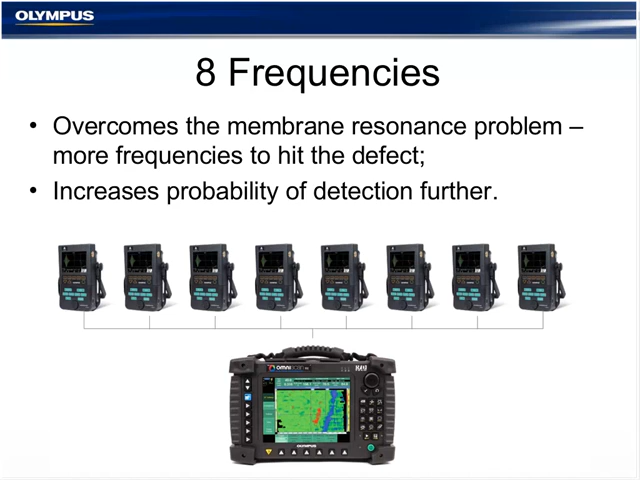 OLYMPUS
8 Frequencies
• Overcomes the membrane resonance problem –
more frequencies to hit the defect;
• Increases probability of detection further.
OLYMPUS